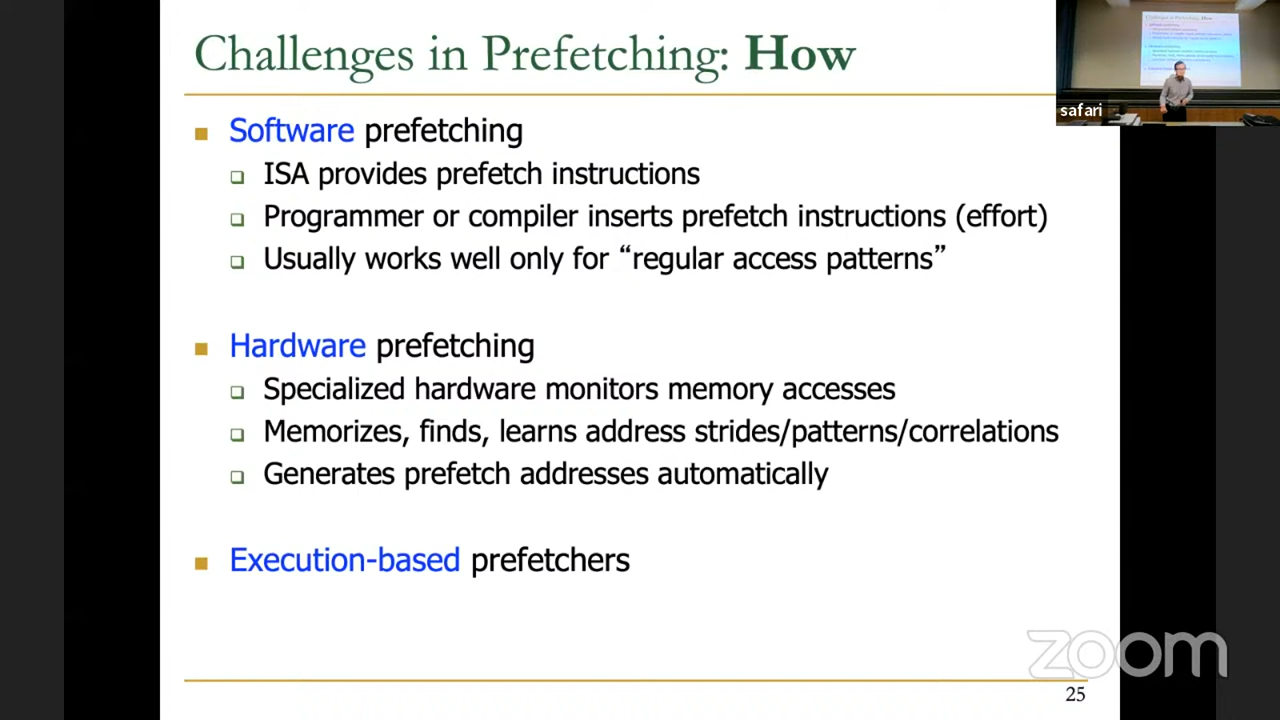 Challenges in Prefetching: How
safari
Software prefetching
ISA provides prefetch instructions
Programmer or compiler inserts prefetch instructions (effort)
Usually works well only for “regular access patterns”
Hardware prefetching
Specialized hardware monitors memory accesses
Memorizes, finds, learns address strides/patterns/correlations
Generates prefetch addresses automatically
Execution-based prefetchers
zoom
25